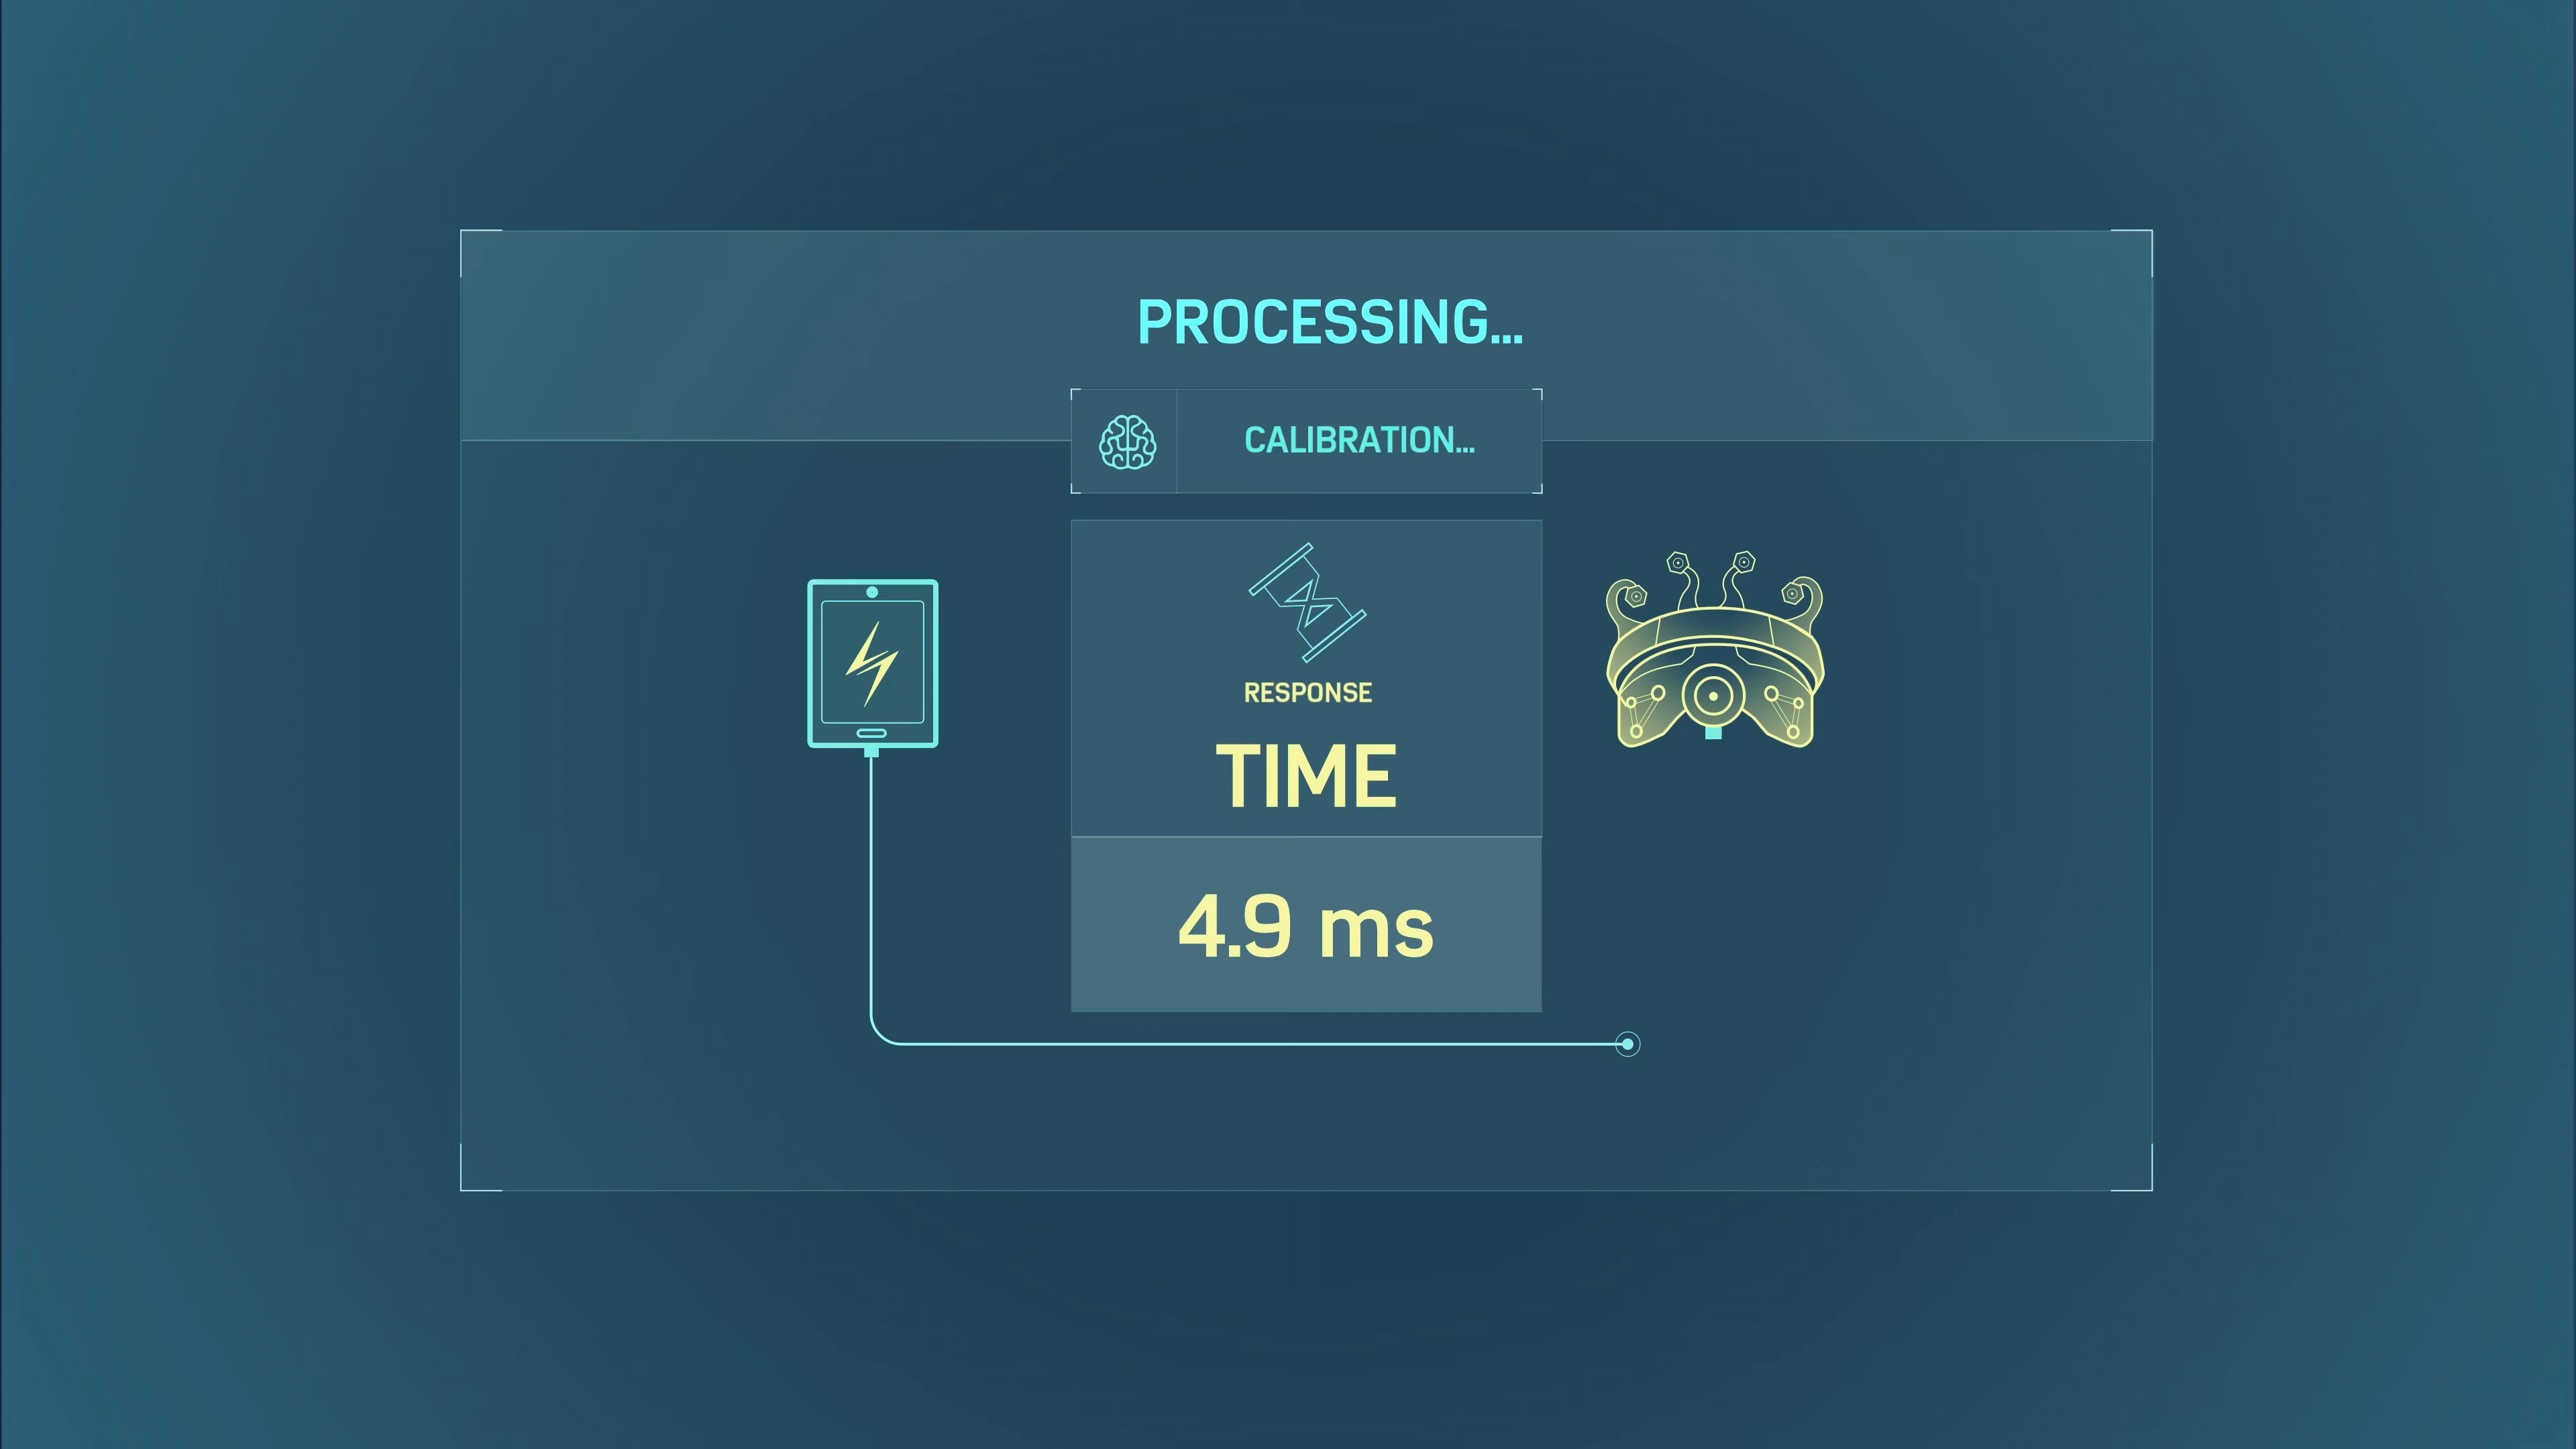 PROCESSING...
CALIBRATION...
RESPONSE
TIME
4.9 ms